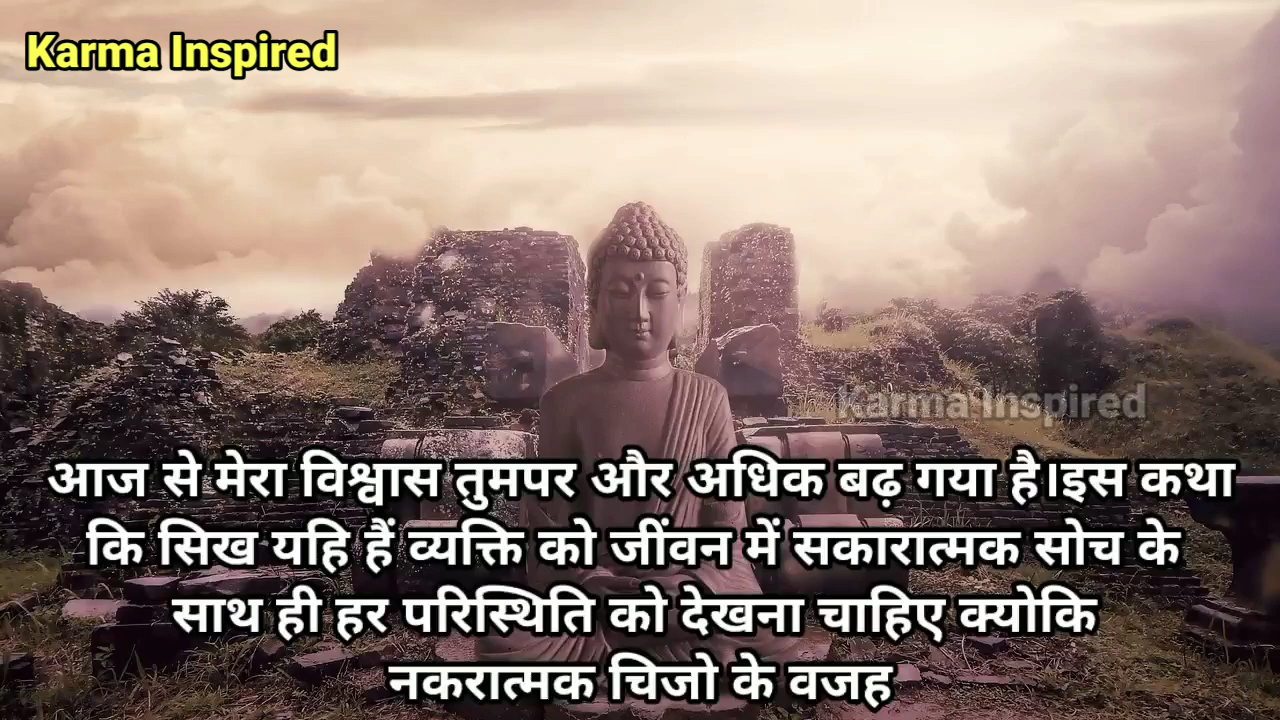 Karma Inspired
Karma Inspired
आज से मेरा विश्वास तुमपर और अधिक बढ़ गया है।इस कथा
कि सिख यहि हैं व्यक्ति को जींवन में सकारात्मक सोच के
साथ ही हर परिस्थिति को देखना चाहिए क्योकि
नकरात्मक चिजो के वजह